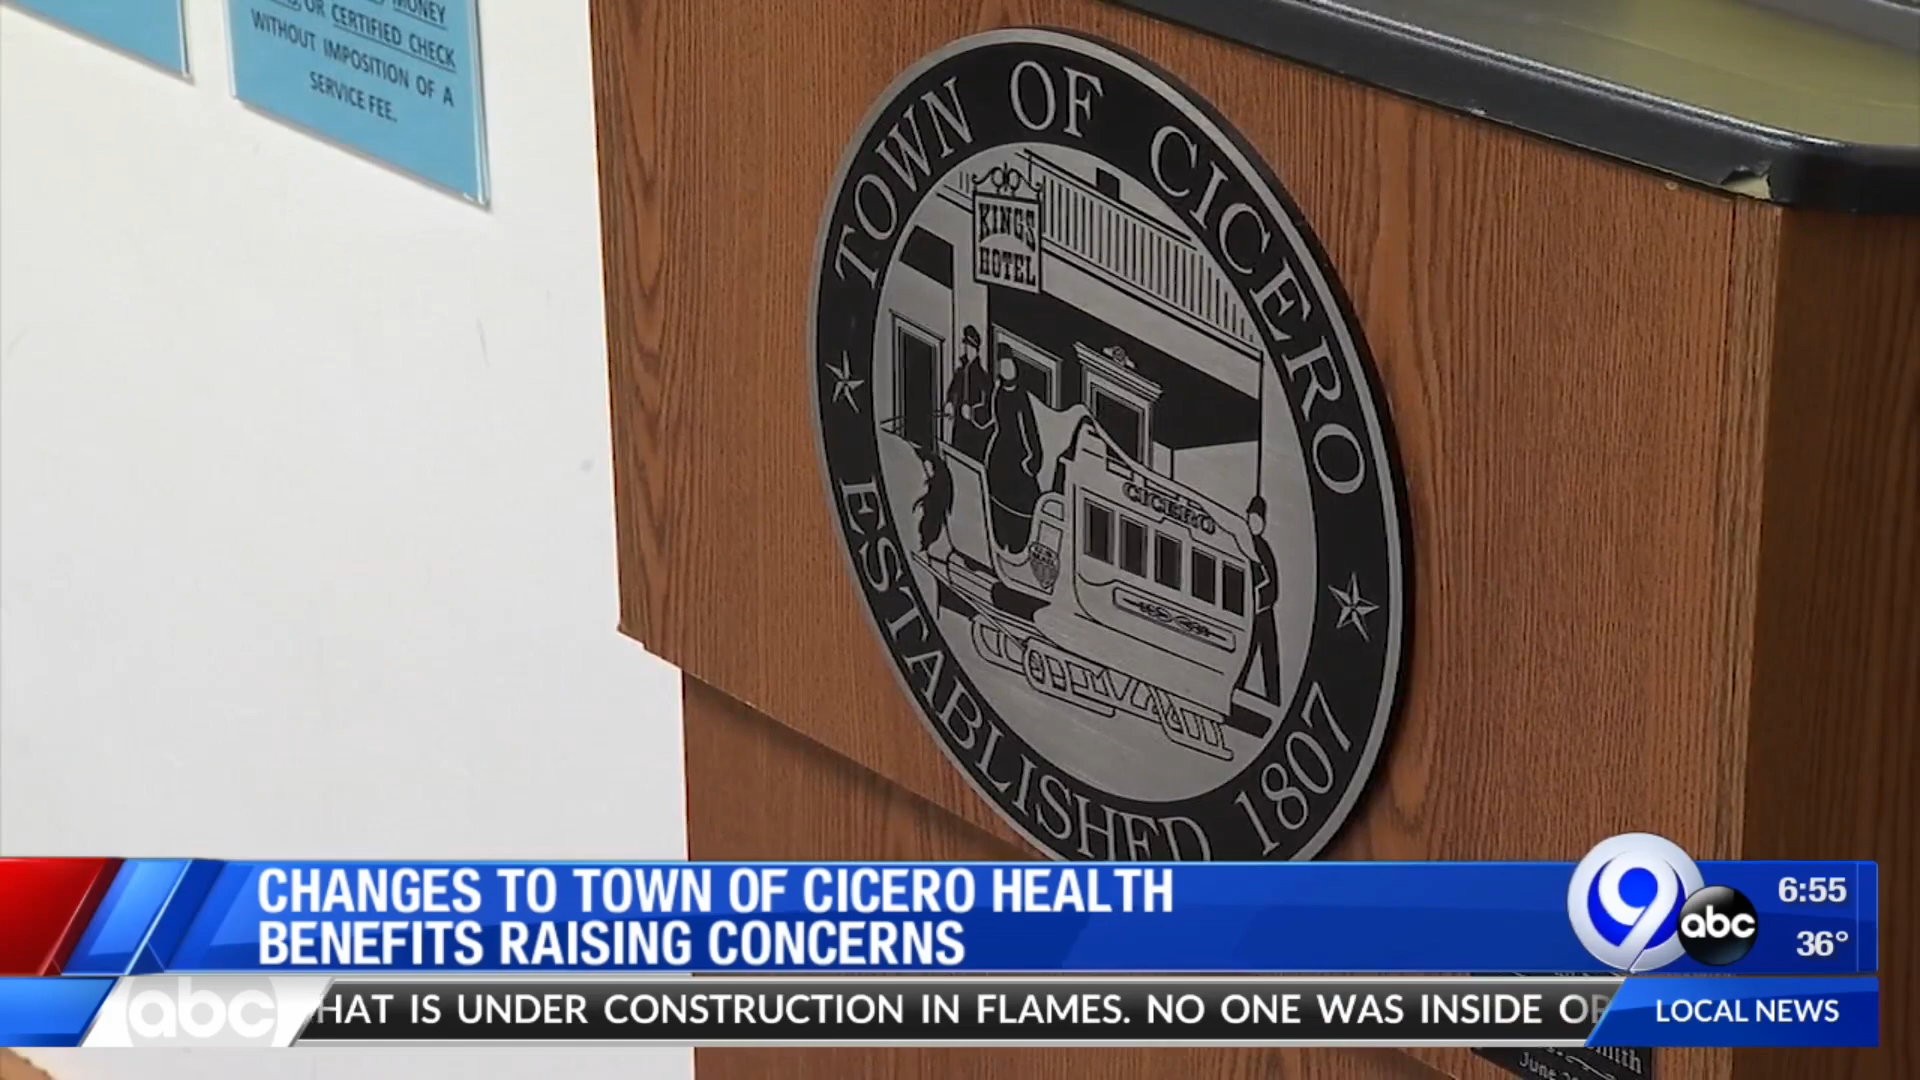 MONEY
OR CERTIFIED CHECK
WITHOUT IMPOSITION OF A
SERVICE FEE.
TOWN OF CICERO
KINGS
HOTEL
CICERO
ESTABLISHED 1807
CHANGES TO TOWN OF CICERO HEALTH
BENEFITS RAISING CONCERNS
9
abc
6:55
36°
abc
HAT IS UNDER CONSTRUCTION IN FLAMES. NO ONE WAS INSIDE
LOCAL NEWS
June